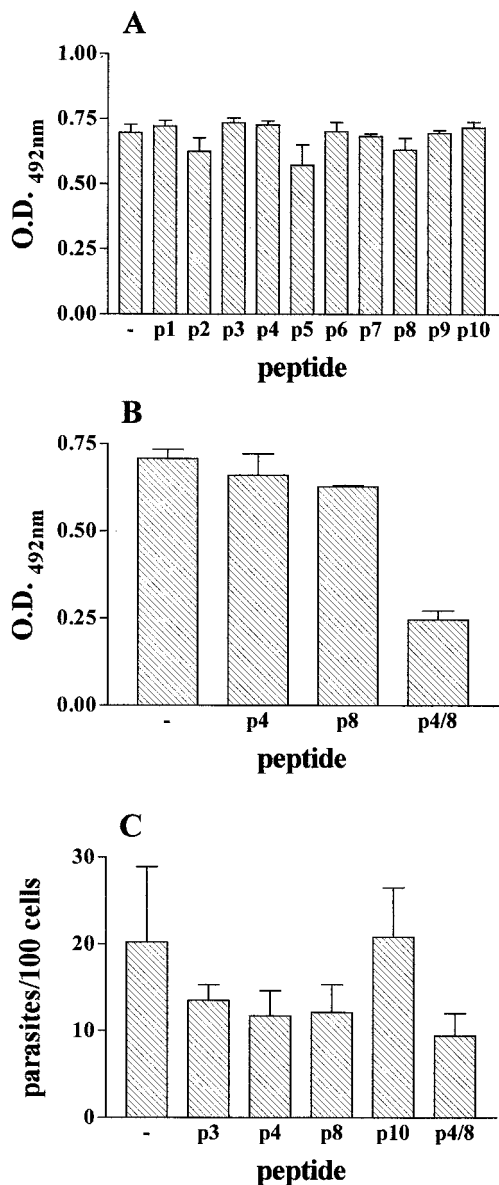 A
O.D. 492nm
1.00
0.75
0.50
0.25
0.00
- p1 p2 p3 p4 p5 p6 p7 p8 p9 p10
peptide
B
O.D. 492nm
0.75
0.50
0.25
0.00
- p4 p8 p4/8
peptide
C
parasites/100 cells
30
20
10
0
- p3 p4 p8 p10 p4/8
peptide